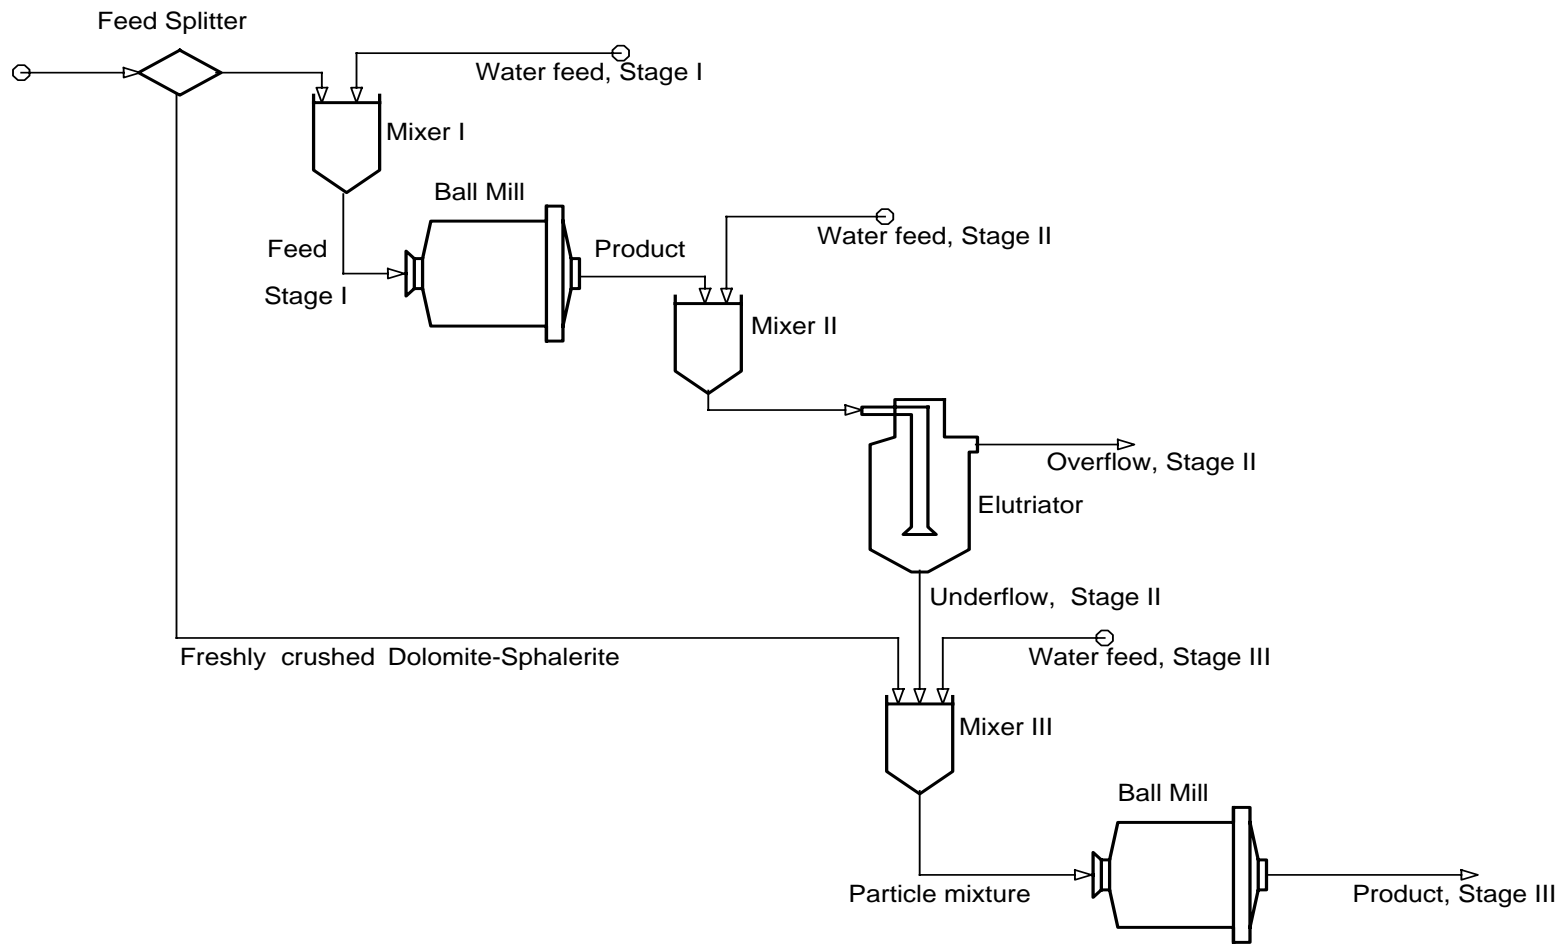 Feed Splitter
Water feed, Stage I
Mixer I
Ball Mill
Feed
Stage I
Product
Water feed, Stage II
Mixer II
Overflow, Stage II
Elutriator
Underflow, Stage II
Freshly crushed Dolomite-Sphalerite
Water feed, Stage III
Mixer III
Ball Mill
Particle mixture
Product, Stage III